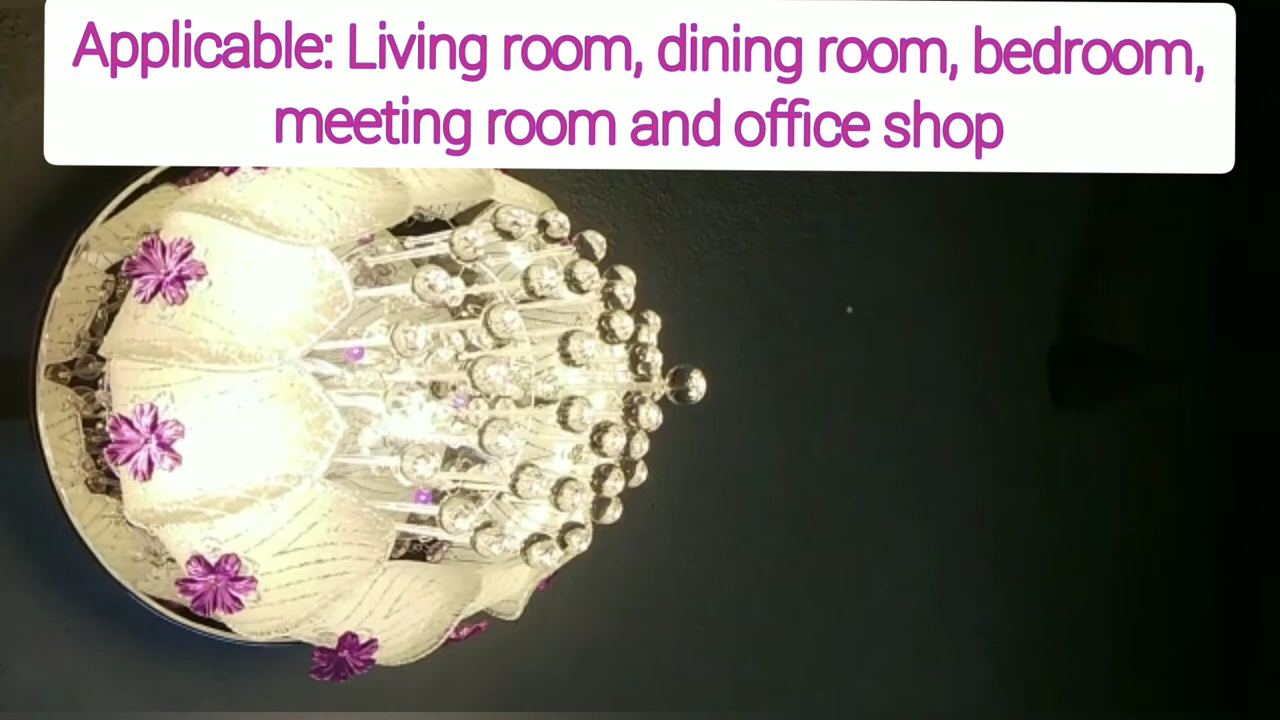 Applicable: Living room, dining room, bedroom,
meeting room and office shop